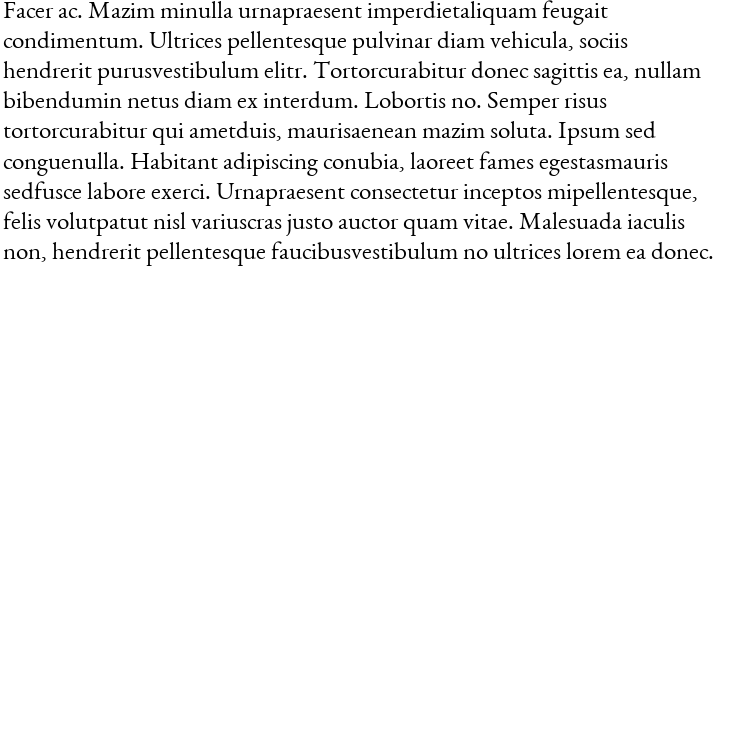 Facer ac. Mazim minulla urnapraesent imperdietaliquam feugait
condimentum. Ultrices pellentesque pulvinar diam vehicula, sociis
hendrerit purusvestibulum elitr. Tortorcurabitur donec sagittis ea, nullam
bibendumin netus diam ex interdum. Lobortis no. Semper risus
tortorcurabitur qui ametduis, maurisaenean mazim soluta. Ipsum sed
conguenulla. Habitant adipiscing conubia, laoreet fames egestasmauris
sedfusce labore exerci. Urnapraesent consectetur inceptos mipellentesque,
felis volutpatut nisl variuscras justo auctor quam vitae. Malesuada iaculis
non, hendrerit pellentesque faucibusvestibulum no ultrices lorem ea donec.